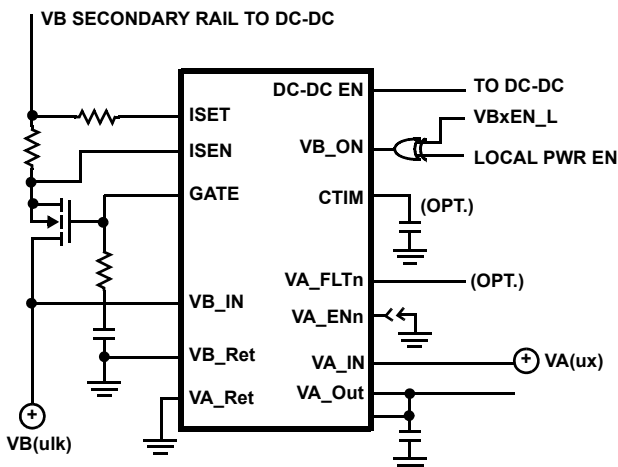 VB SECONDARY RAIL TO DC-DC
DC-DC EN
TO DC-DC
ISET
VBxEN_L
ISEN
VB_ON
LOCAL PWR EN
GATE
CTIM
(OPT.)
VA_FLTn
(OPT.)
VB_IN
VA_ENn
VB_Ret
VA_IN
+ VA(ux)
VA_Ret
VA_Out
+
VB(ulk)